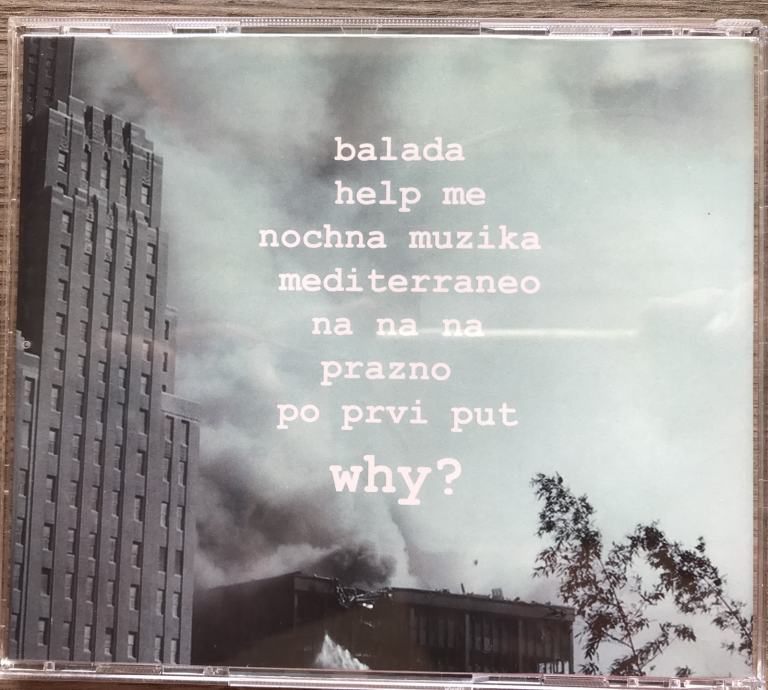 balada
help me
nochna muzika
mediterraneo
na na na
prazno
po prvi put
why?